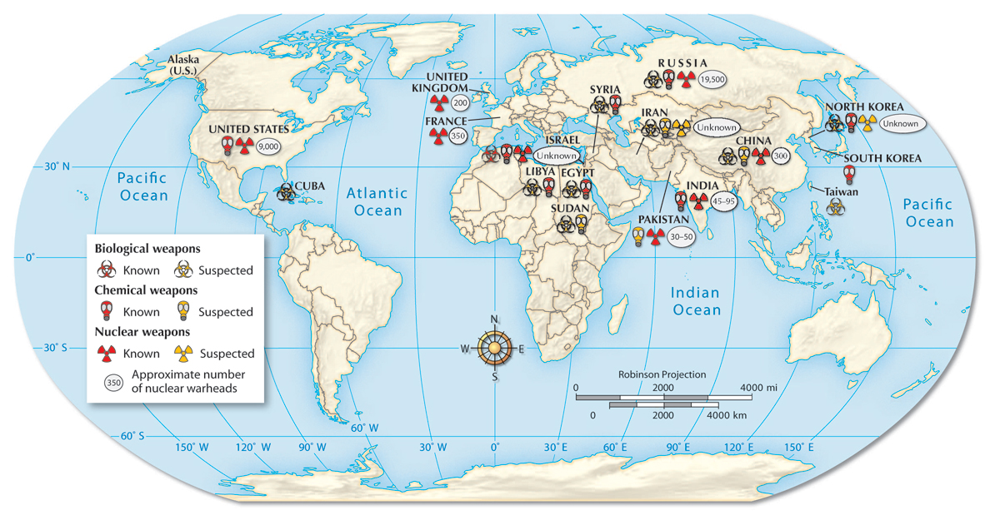 Alaska
(U.S.)
RUSSIA
19,500
UNITED
KINGDOM
200
SYRIA
NORTH KOREA
Unknown
IRAN
Unknown
FRANCE
350
UNITED STATES
9,000
ISRAEL
Unknown
CHINA
300
SOUTH KOREA
30° N
Pacific
Ocean
CUBA
Atlantic
Ocean
LIBYA
EGYPT
INDIA
45–95
Taiwan
Pacific
Ocean
SUDAN
PAKISTAN
30–50
0°
Biological weapons
Known
Suspected
Chemical weapons
Known
Suspected
Nuclear weapons
Known
Suspected
350
Approximate number
of nuclear warheads
Indian
Ocean
N
W
E
S
30° S
Robinson Projection
0 2000 4000 mi
0 2000 4000 km
60° W
60° S
150° W
120° W
90° W
30° W
0°
30° E
60° E
90° E
120° E
150° E